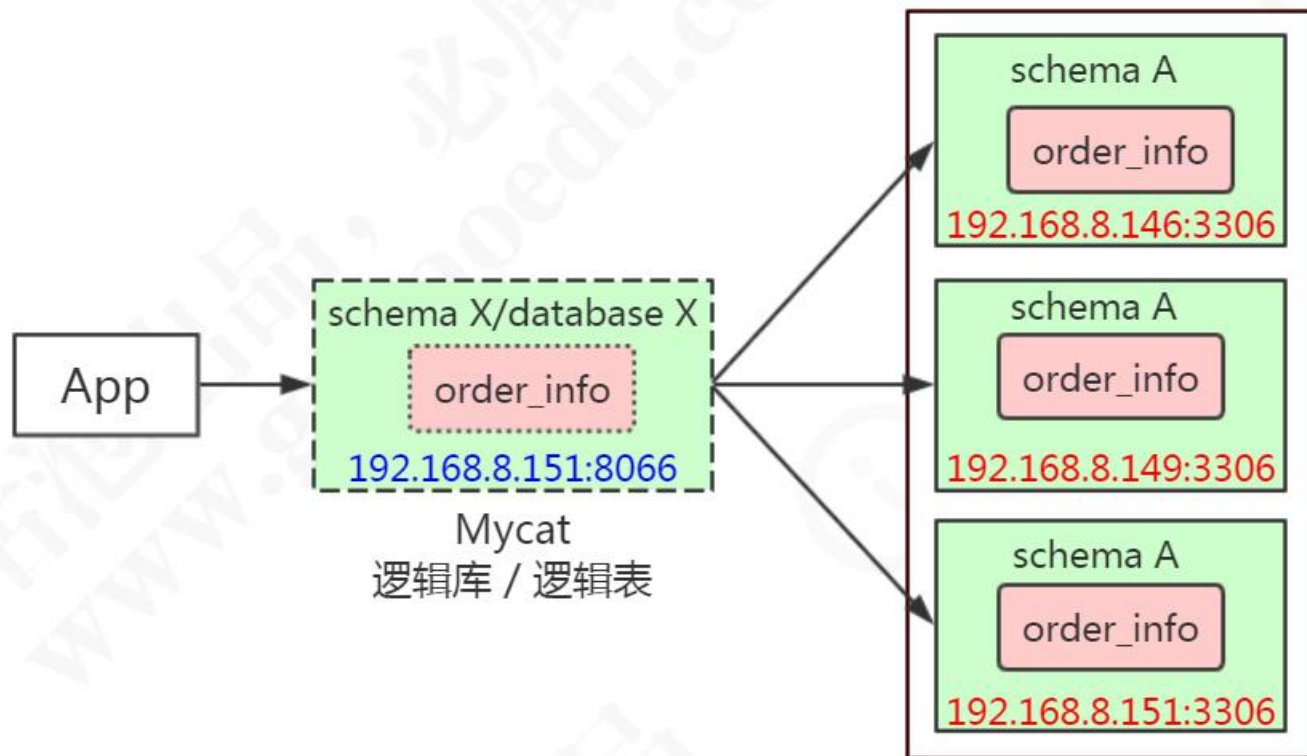 App
schema X/database X
order_info
192.168.8.151:8066
Mycat
逻辑库 / 逻辑表
schema A
order_info
192.168.8.146:3306
schema A
order_info
192.168.8.149:3306
schema A
order_info
192.168.8.151:3306